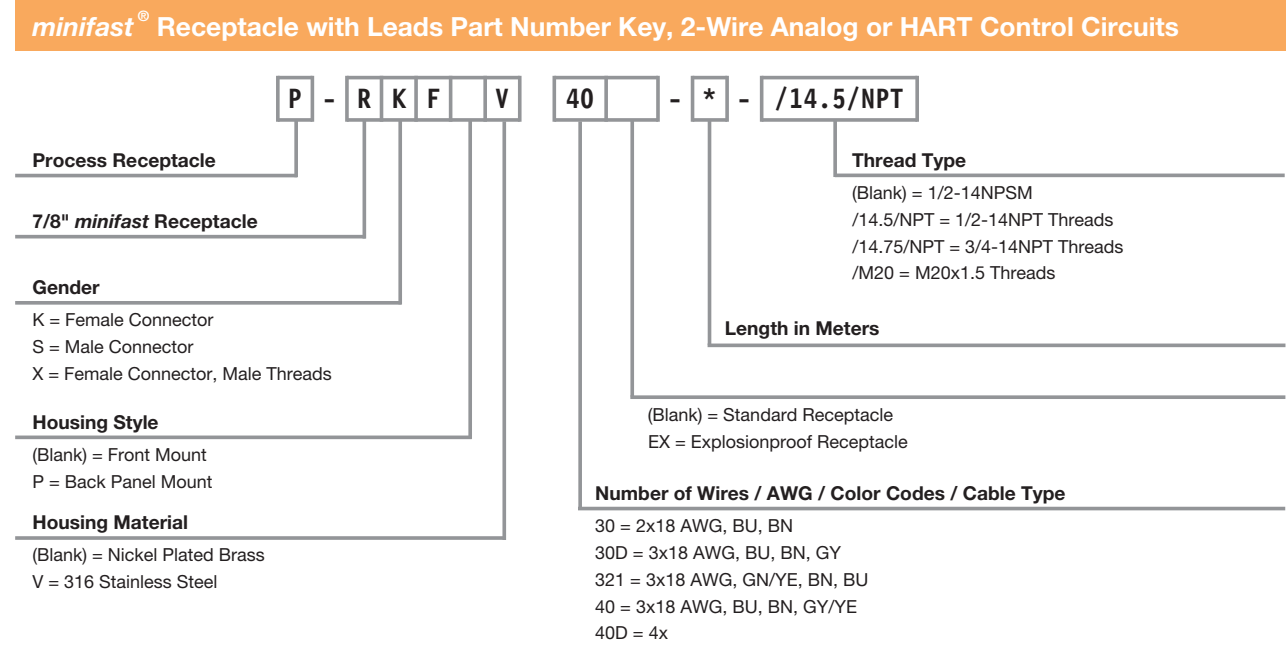 minifast® Receptacle with Leads Part Number Key, 2-Wire Analog or HART Control Circuits
P - R K F V 40 - * - /14.5/NPT
Process Receptacle
7/8" minifast Receptacle
Gender
K = Female Connector
S = Male Connector
X = Female Connector, Male Threads
Housing Style
(Blank) = Front Mount
P = Back Panel Mount
Housing Material
(Blank) = Nickel Plated Brass
V = 316 Stainless Steel
Thread Type
(Blank) = 1/2-14NPSM
/14.5/NPT = 1/2-14NPT Threads
/14.75/NPT = 3/4-14NPT Threads
/M20 = M20x1.5 Threads
Length in Meters
(Blank) = Standard Receptacle
EX = Explosionproof Receptacle
Number of Wires / AWG / Color Codes / Cable Type
30 = 2x18 AWG, BU, BN
30D = 3x18 AWG, BU, BN, GY
321 = 3x18 AWG, GN/YE, BN, BU
40 = 3x18 AWG, BU, BN, GY/YE
40D = 4x